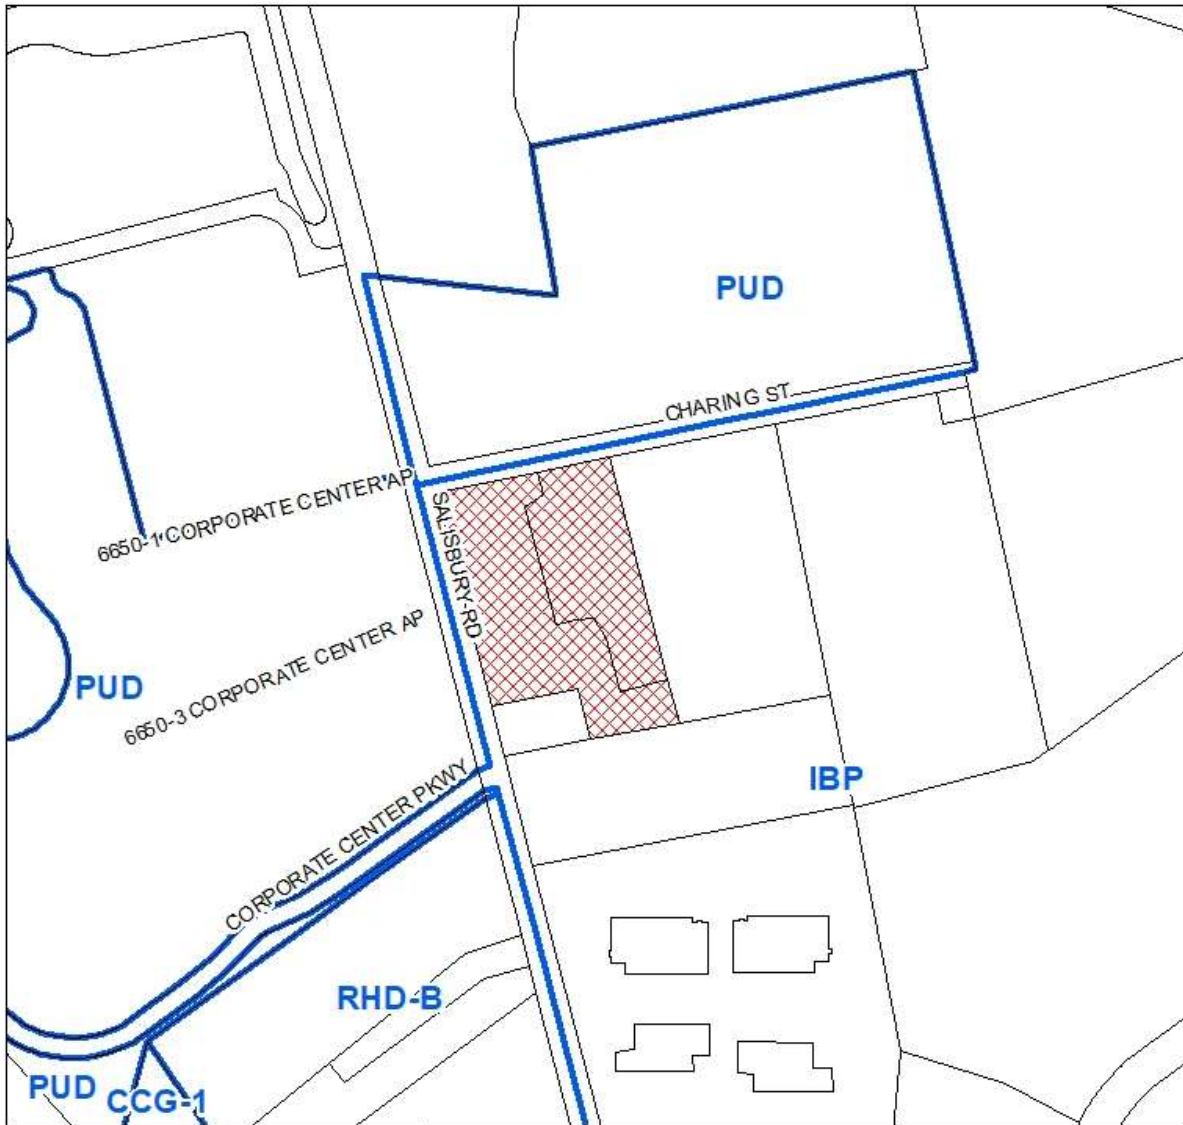 PUD
CHARING ST
6650-1 CORPORATE CENTER AP
SALISBURY RD
6650-3 CORPORATE CENTER AP
PUD
IBP
CORPORATE CENTER PKWY
RHD-B
PUD
CCG-1